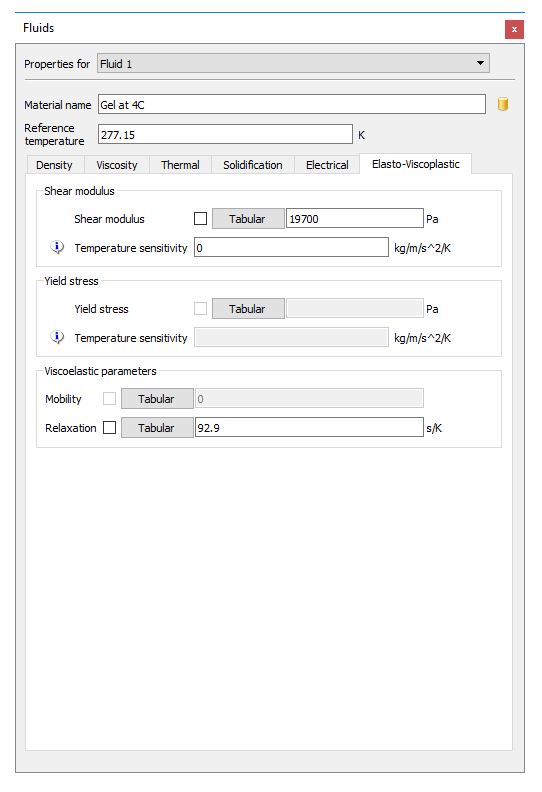 Fluids
x
Properties for Fluid 1
Material name Gel at 4C
Reference
temperature 277.15 K
Density Viscosity Thermal Solidification Electrical Elasto-Viscoplastic
Shear modulus
Shear modulus Tabular 19700 Pa
i Temperature sensitivity 0 kg/m/s^2/K
Yield stress
Yield stress Tabular Pa
i Temperature sensitivity kg/m/s^2/K
Viscoelastic parameters
Mobility Tabular 0
Relaxation Tabular 92.9 s/K